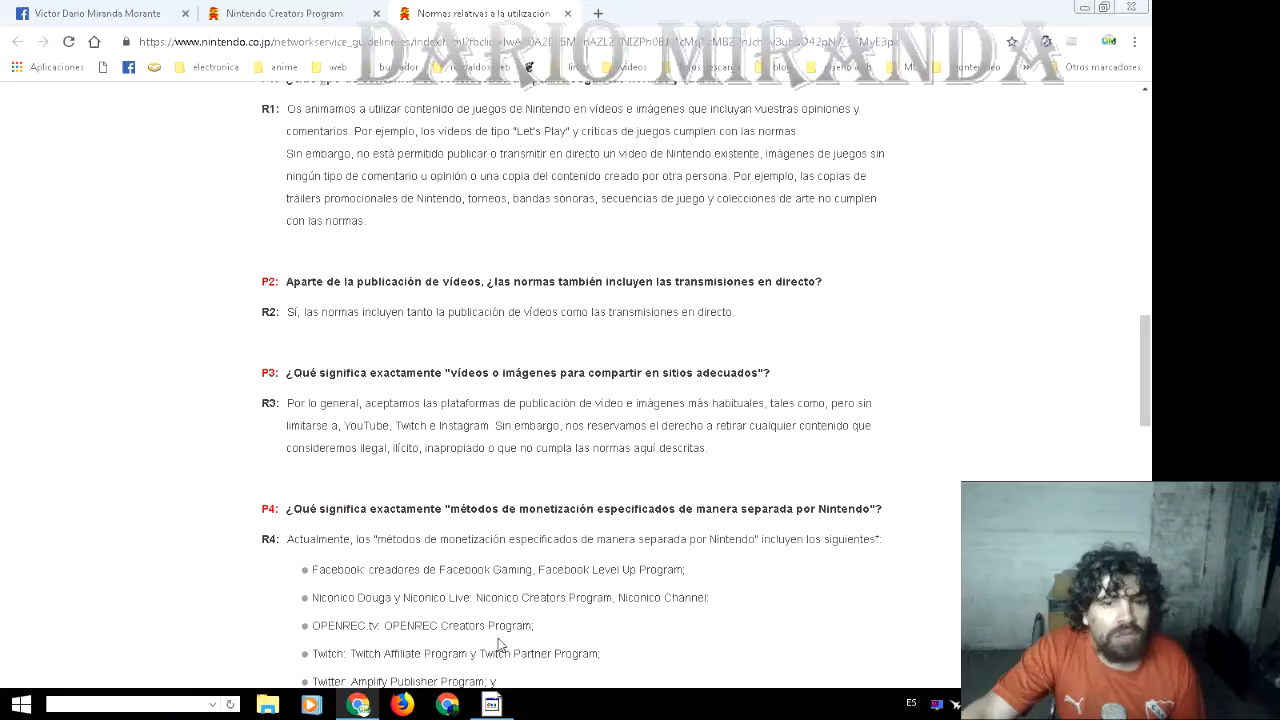 Victor Dario Miranda Morante
Nintendo Creators Program
Normas relativas a la utilización
DARIO MIRANDA
Aplicaciones
electronica
anime
web
videos
Otros marcadores
R1: Os animamos a utilizar contenido de juegos de Nintendo en vídeos e imágenes que incluyan vuestras opiniones y
comentarios. Por ejemplo, los vídeos de tipo "Let's Play" y críticas de juegos cumplen con las normas.
Sin embargo, no está permitido publicar o transmitir en directo un vídeo de Nintendo existente, imágenes de juegos sin
ningún tipo de comentario u opinión o una copia del contenido creado por otra persona. Por ejemplo, las copias de
tráilers promocionales de Nintendo, torneos, bandas sonoras, secuencias de juego y colecciones de arte no cumplen
con las normas.
P2: Aparte de la publicación de vídeos, ¿las normas también incluyen las transmisiones en directo?
R2: Sí, las normas incluyen tanto la publicación de vídeos como las transmisiones en directo.
P3: ¿Qué significa exactamente "vídeos o imágenes para compartir en sitios adecuados"?
R3: Por lo general, aceptamos las plataformas de publicación de vídeo e imágenes más habituales, tales como, pero sin
limitarse a, YouTube, Twitch e Instagram. Sin embargo, nos reservamos el derecho a retirar cualquier contenido que
consideremos ilegal, ilícito, inapropiado o que no cumpla las normas aquí descritas.
P4: ¿Qué significa exactamente "métodos de monetización especificados de manera separada por Nintendo"?
R4: Actualmente, los "métodos de monetización especificados de manera separada por Nintendo" incluyen los siguientes*:
Facebook: creadores de Facebook Gaming, Facebook Level Up Program;
Niconico Douga y Niconico Live: Niconico Creators Program, Niconico Channel;
OPENREC.tv: OPENREC Creators Program;
Twitch: Twitch Affiliate Program y Twitch Partner Program;
Twitter: Amplify Publisher Program; y
ES